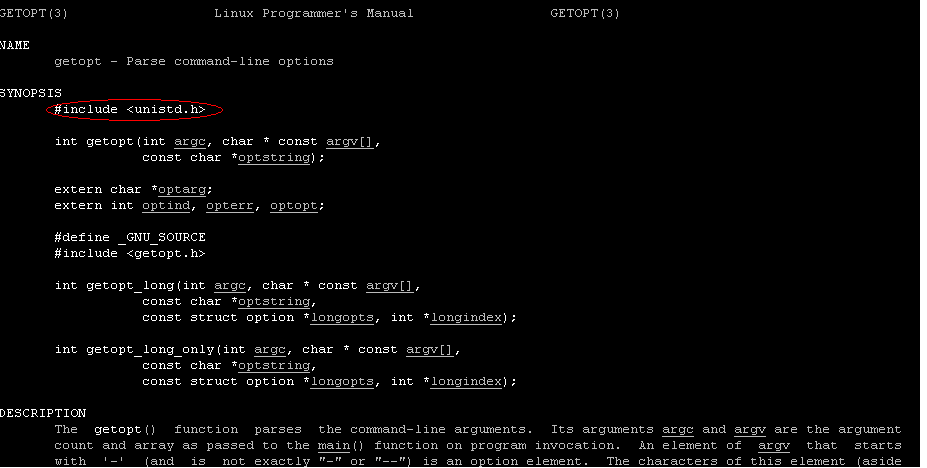 GETOPT(3) Linux Programmer's Manual GETOPT(3)
NAME
getopt - Parse command-line options
SYNOPSIS
#include <unistd.h>
int getopt(int argc, char * const argv[],
const char *optstring);
extern char *optarg;
extern int optind, opterr, optopt;
#define _GNU_SOURCE
#include <getopt.h>
int getopt_long(int argc, char * const argv[],
const char *optstring,
const struct option *longopts, int *longindex);
int getopt_long_only(int argc, char * const argv[],
const char *optstring,
const struct option *longopts, int *longindex);
DESCRIPTION
The getopt() function parses the command-line arguments. Its arguments argc and argv are the argument
count and array as passed to the main() function on program invocation. An element of argv that starts
with '-' (and is not exactly "-" or "--") is an option element. The characters of this element (aside